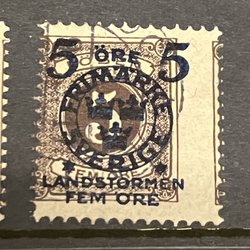 5 ÖRE 5
FRIMÄRKE
SVERIGE
LANDSTORMEN
FEM ÖRE